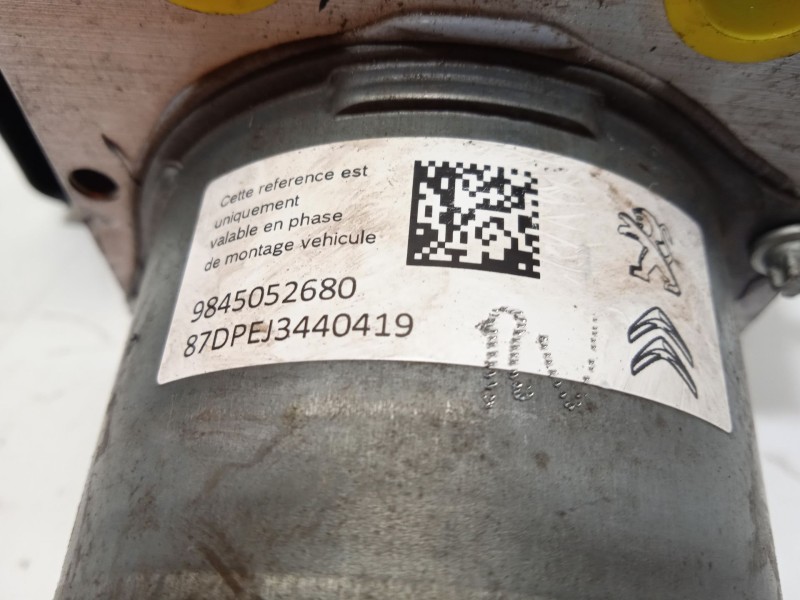 Cette reference est
uniquement
valable en phase
de montage vehicule
9845052680
87DPEJ3440419